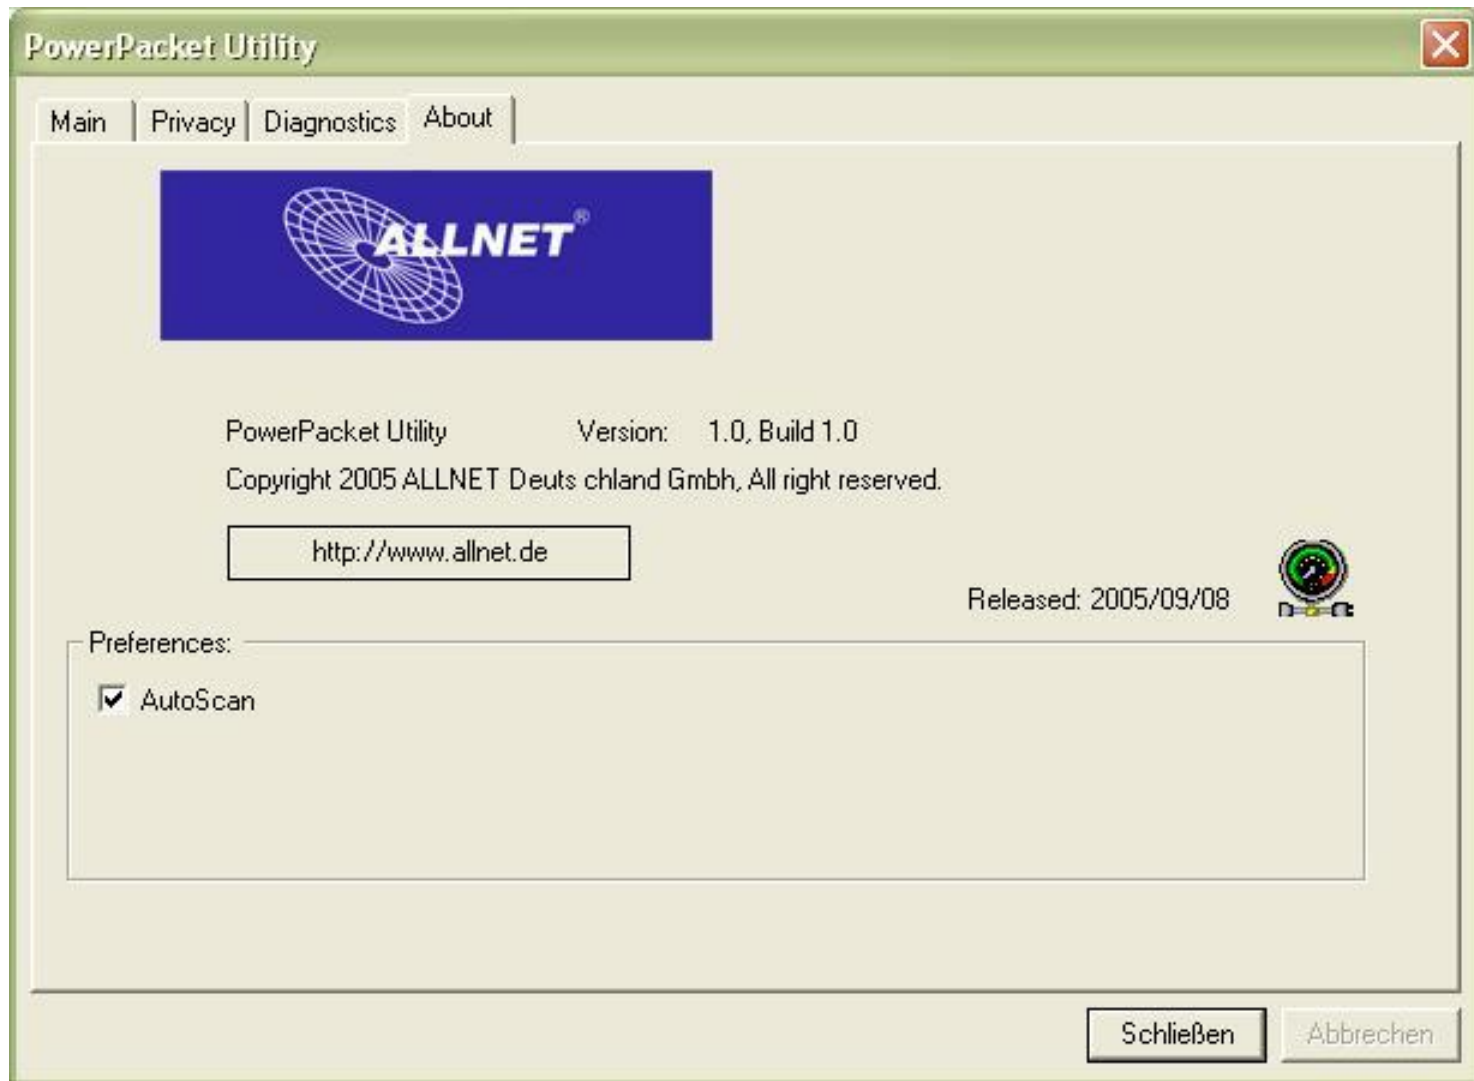 PowerPacket Utility
Main Privacy Diagnostics About
ALLNET®
PowerPacket Utility Version: 1.0, Build 1.0
Copyright 2005 ALLNET Deuts chland Gmbh, All right reserved.
http://www.allnet.de
Released: 2005/09/08
Preferences:
AutoScan
Schließen Abbrechen